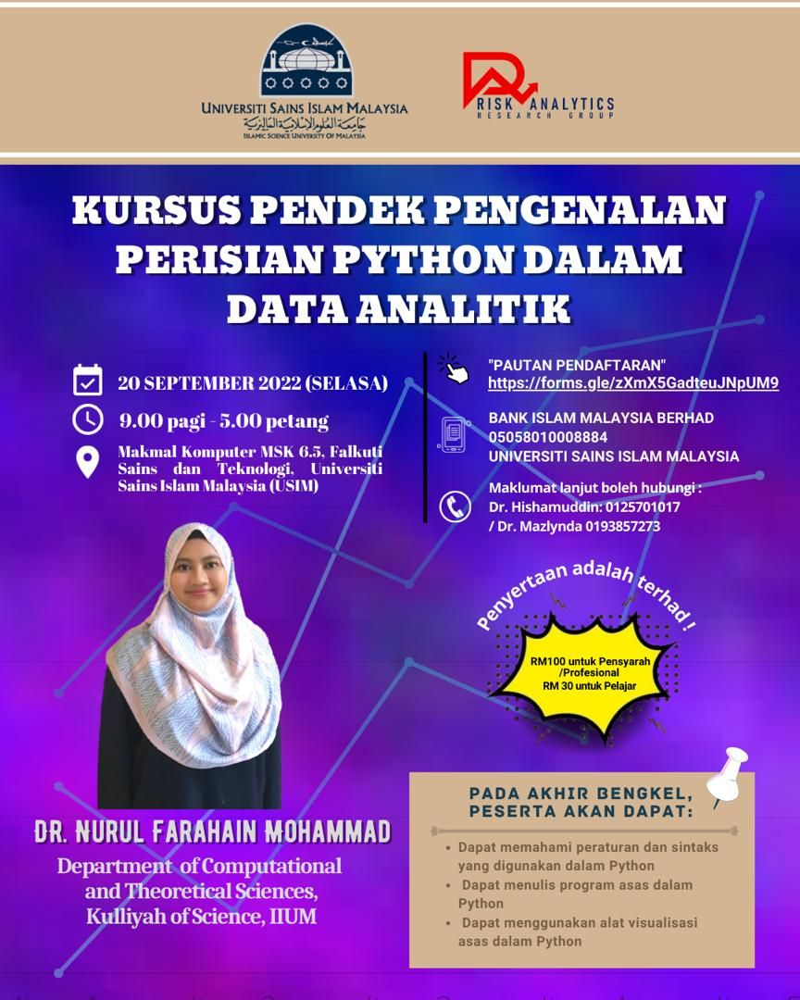 UNIVERSITI SAINS ISLAM MALAYSIA
جامعة العلوم الإسلامية الماليزية
ISLAMIC SCIENCE UNIVERSITY OF MALAYSIA
RISK ANALYTICS
RESEARCH GROUP
KURSUS PENDEK PENGENALAN
PERISIAN PYTHON DALAM
DATA ANALITIK
20 SEPTEMBER 2022 (SELASA)
9.00 pagi - 5.00 petang
Makmal Komputer MSK 6.5, Falkuti
Sains dan Teknologi, Universiti
Sains Islam Malaysia (USIM)
"PAUTAN PENDAFTARAN"
https://forms.gle/zXmX5GadteuJNpUM9
BANK ISLAM MALAYSIA BERHAD
05058010008884
UNIVERSITI SAINS ISLAM MALAYSIA
Maklumat lanjut boleh hubungi :
Dr. Hishamuddin: 0125701017
/ Dr. Mazlynda 0193857273
Penyertaan adalah terhad!
RM100 untuk Pensyarah
/Profesional
RM 30 untuk Pelajar
DR. NURUL FARAHAIN MOHAMMAD
Department of Computational
and Theoretical Sciences,
Kulliyah of Science, IIUM
PADA AKHIR BENGKEL,
PESERTA AKAN DAPAT:
• Dapat memahami peraturan dan sintaks
yang digunakan dalam Python
• Dapat menulis program asas dalam
Python
• Dapat menggunakan alat visualisasi
asas dalam Python